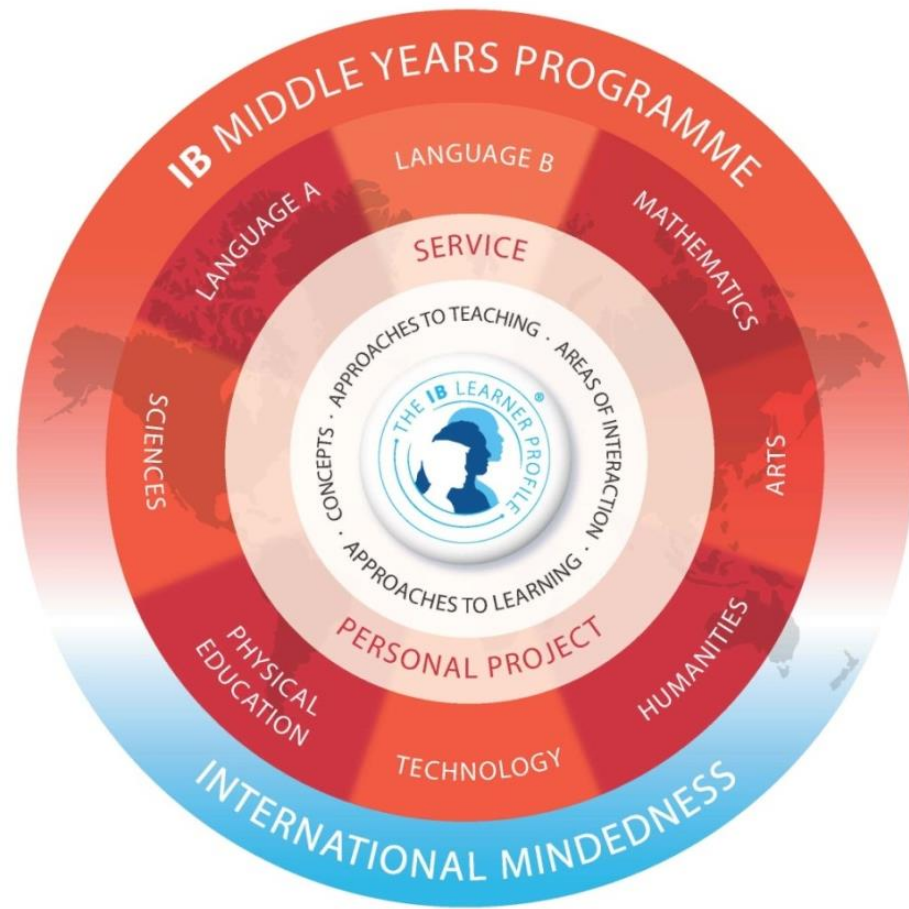 IB MIDDLE YEARS PROGRAMME
LANGUAGE A
LANGUAGE B
MATHEMATICS
SCIENCES
ARTS
PHYSICAL
EDUCATION
TECHNOLOGY
HUMANITIES
SERVICE
PERSONAL PROJECT
CONCEPTS · APPROACHES TO TEACHING · AREAS OF INTERACTION · APPROACHES TO LEARNING ·
THE IB LEARNER PROFILE ®
INTERNATIONAL MINDEDNESS